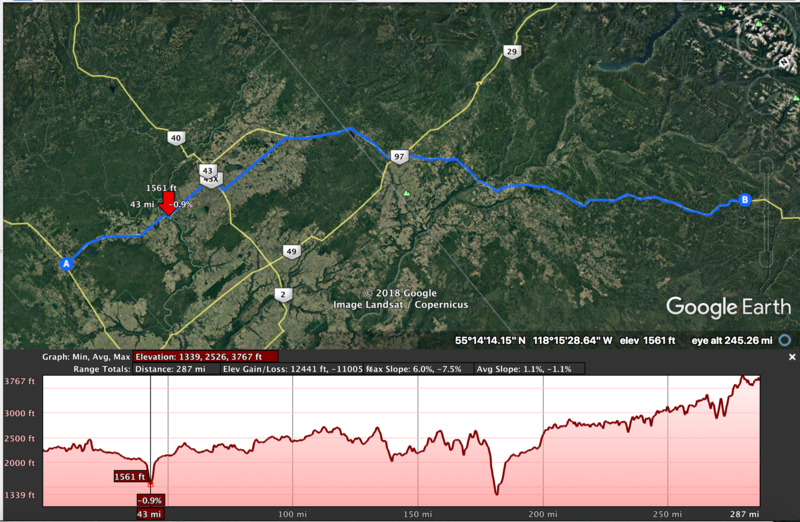 29
40
97
43
43X
1561 ft
43 mi
-0.9%
B
A
49
2
© 2018 Google
Image Landsat / Copernicus
Google Earth
55°14'14.15" N 118°15'28.64" W elev 1561 ft eye alt 245.26 mi
Graph: Min, Avg, Max Elevation: 1339, 2526, 3767 ft
Range Totals: Distance: 287 mi Elev Gain/Loss: 12441 ft, -11005 ft Max Slope: 6.0%, -7.5% Avg Slope: 1.1%, -1.1%
3767 ft
3000 ft
2500 ft
2000 ft
1561 ft
1339 ft
-0.9%
43 mi
100 mi
150 mi
200 mi
250 mi
287 mi